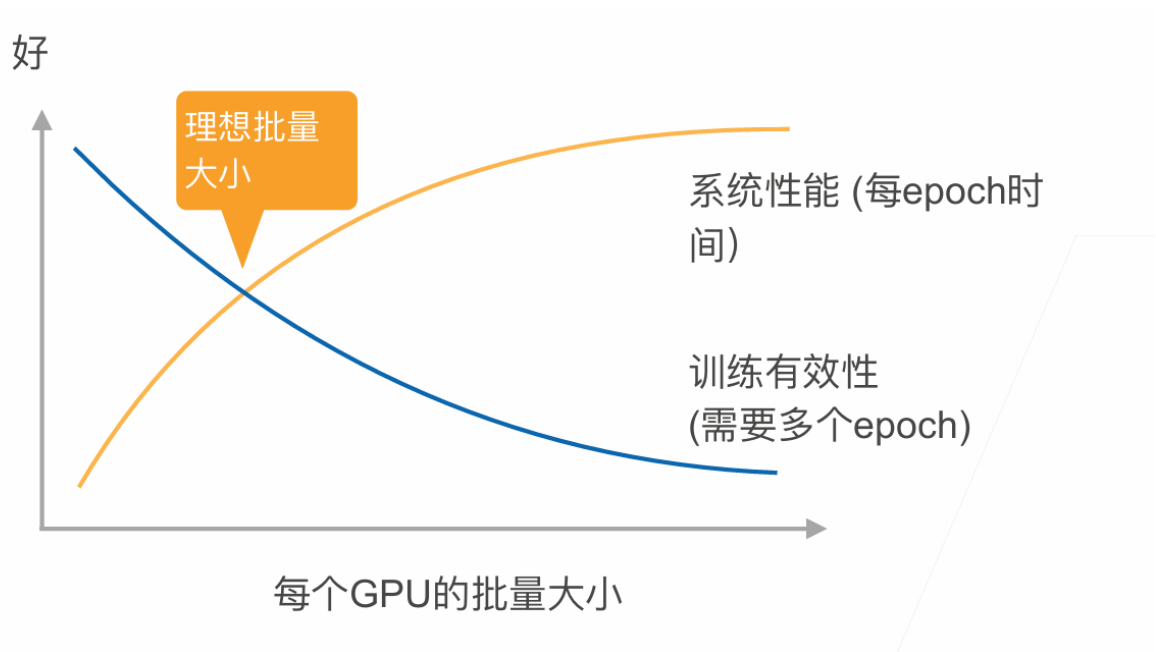 好
理想批量
大小
系统性能 (每epoch时
间)
训练有效性
(需要多个epoch)
每个GPU的批量大小